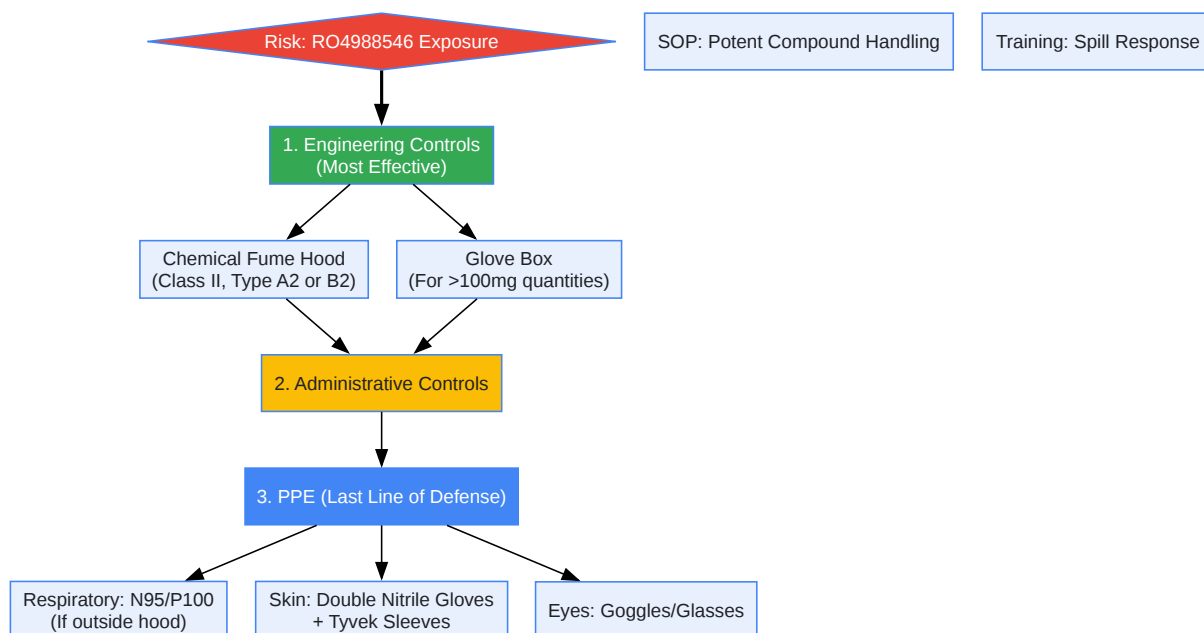 Risk: RO4988546 Exposure
SOP: Potent Compound Handling
Training: Spill Response
1. Engineering Controls
(Most Effective)
Chemical Fume Hood
(Class II, Type A2 or B2)
Glove Box
(For >100mg quantities)
2. Administrative Controls
3. PPE (Last Line of Defense)
Respiratory: N95/P100
(If outside hood)
Skin: Double Nitrile Gloves
+ Tyvek Sleeves
Eyes: Goggles/Glasses